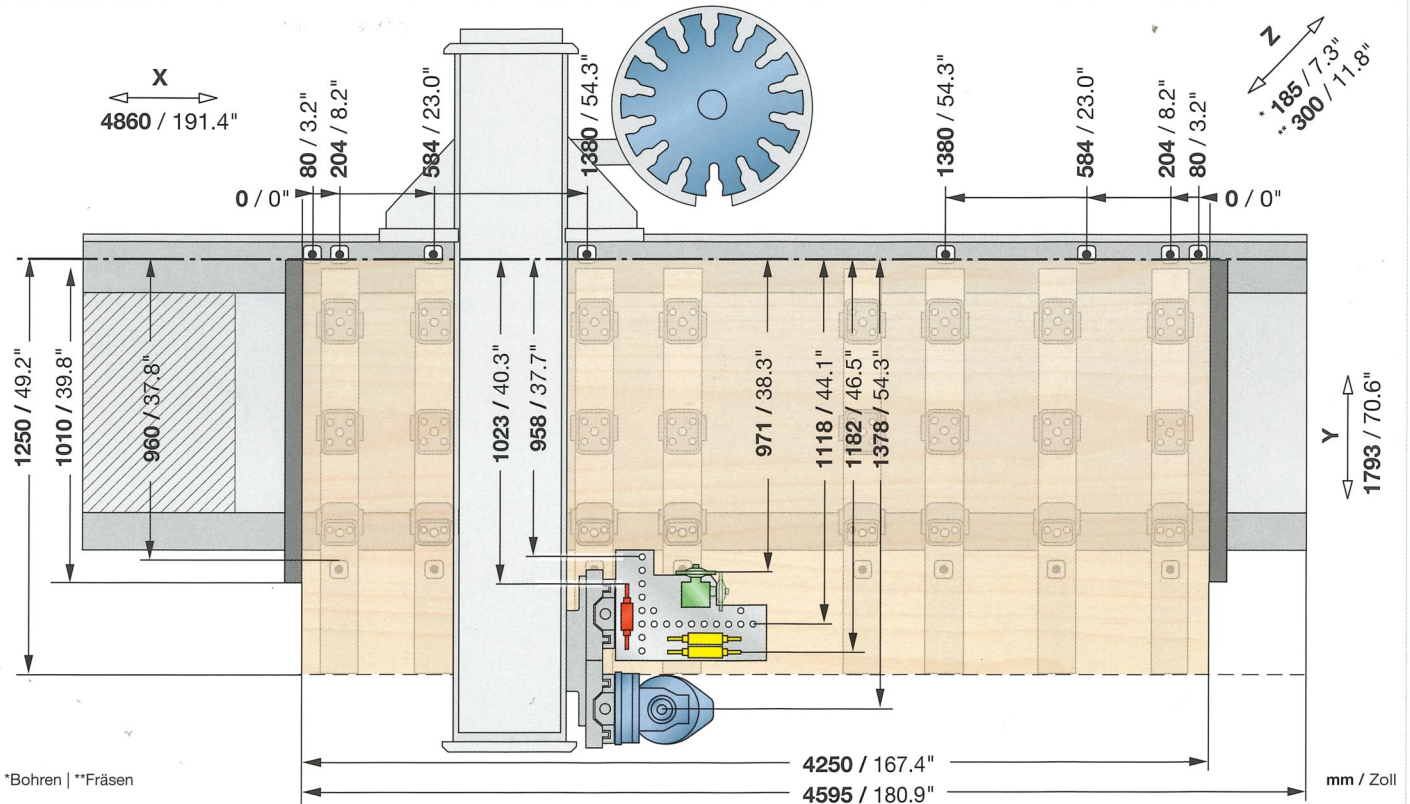 X
4860 / 191.4"
Z
* 185 / 7.3"
** 300 / 11.8"
0 / 0"
80 / 3.2"
204 / 8.2"
584 / 23.0"
1380 / 54.3"
1380 / 54.3"
584 / 23.0"
204 / 8.2"
80 / 3.2"
0 / 0"
1250 / 49.2"
1010 / 39.8"
960 / 37.8"
1023 / 40.3"
958 / 37.7"
971 / 38.3"
1118 / 44.1"
1182 / 46.5"
1378 / 54.3"
Y
1793 / 70.6"
4250 / 167.4"
4595 / 180.9"
*Bohren | **Fräsen
mm / Zoll